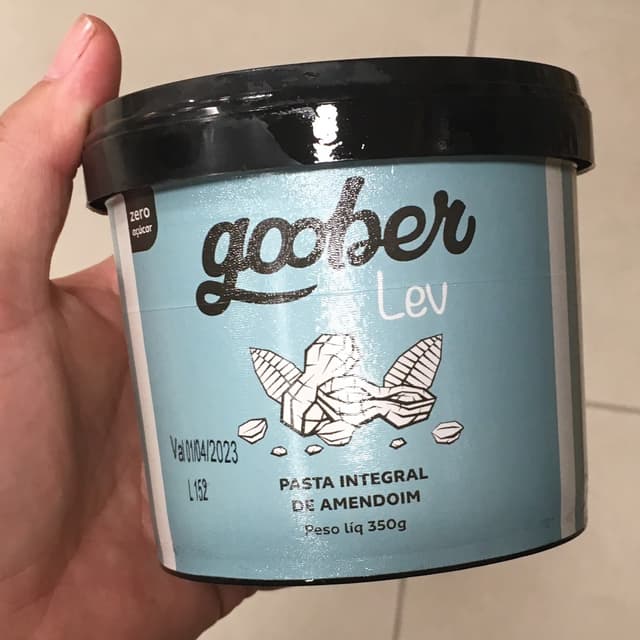 zero
açúcar
goober
Lev
Val 01/04/2023
L 152
PASTA INTEGRAL
DE AMENDOIM
Peso líq 350g